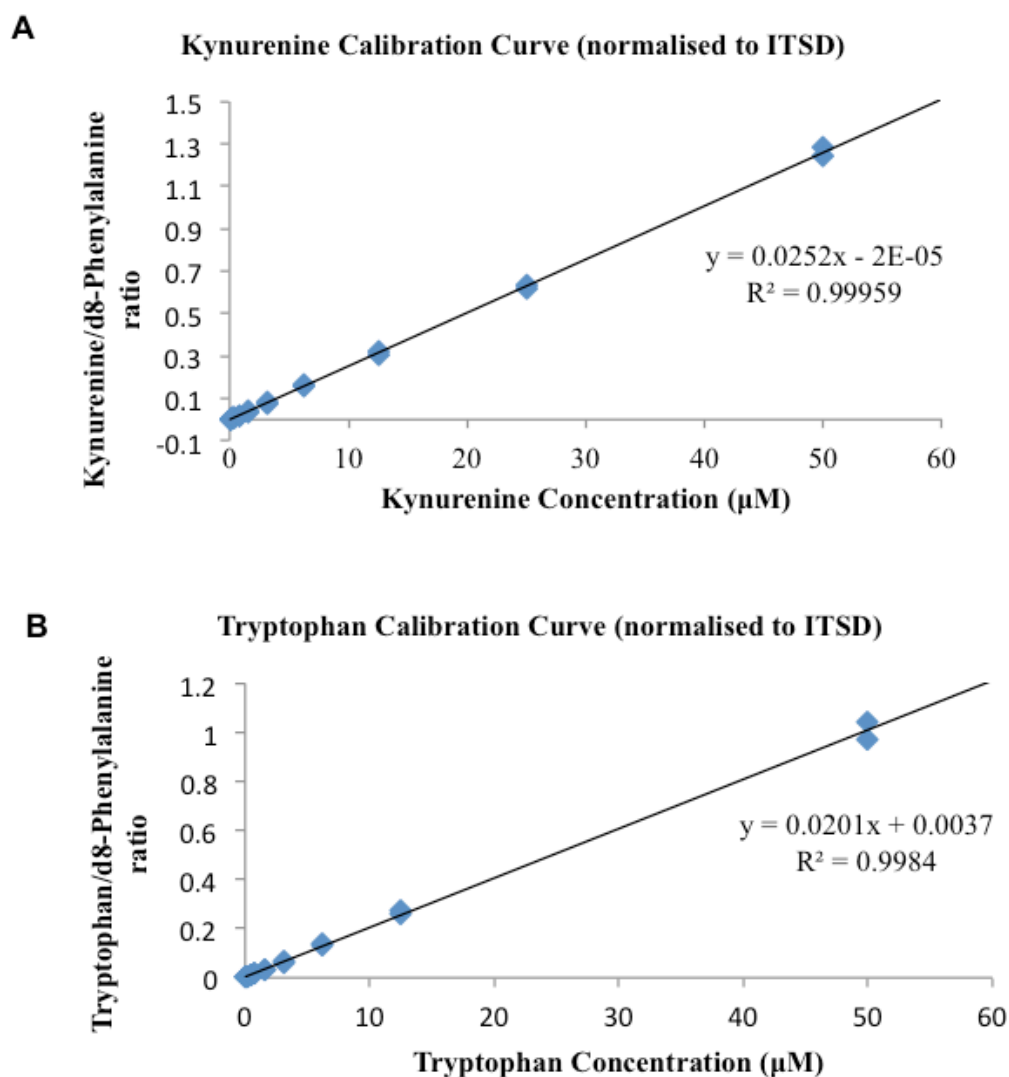 A
Kynurenine Calibration Curve (normalised to ITSD)
Kynurenine/d8-Phenylalanine
ratio
1.5
1.3
1.1
0.9
0.7
0.5
0.3
0.1
-0.1
y = 0.0252x - 2E-05
R² = 0.99959
0 10 20 30 40 50 60
Kynurenine Concentration (μM)
B
Tryptophan Calibration Curve (normalised to ITSD)
Tryptophan/d8-Phenylalanine
ratio
1.2
1
0.8
0.6
0.4
0.2
0
y = 0.0201x + 0.0037
R² = 0.9984
0 10 20 30 40 50 60
Tryptophan Concentration (μM)